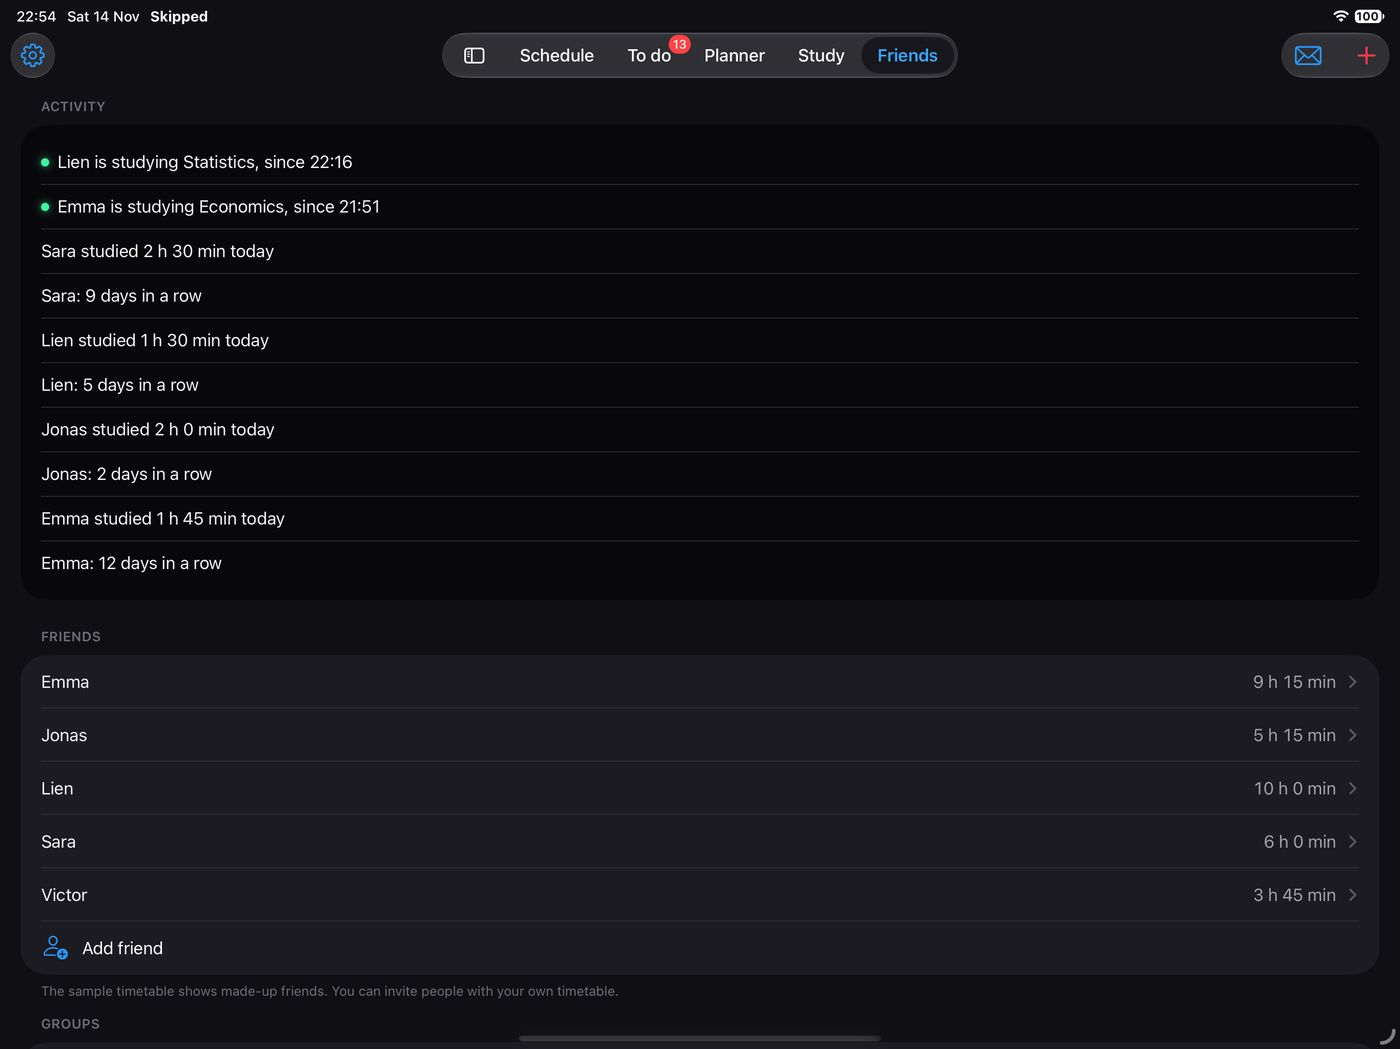 22:54 Sat 14 Nov Skipped
100
Schedule
To do
13
Planner
Study
Friends
ACTIVITY
Lien is studying Statistics, since 22:16
Emma is studying Economics, since 21:51
Sara studied 2 h 30 min today
Sara: 9 days in a row
Lien studied 1 h 30 min today
Lien: 5 days in a row
Jonas studied 2 h 0 min today
Jonas: 2 days in a row
Emma studied 1 h 45 min today
Emma: 12 days in a row
FRIENDS
Emma 9 h 15 min
Jonas 5 h 15 min
Lien 10 h 0 min
Sara 6 h 0 min
Victor 3 h 45 min
Add friend
The sample timetable shows made-up friends. You can invite people with your own timetable.
GROUPS